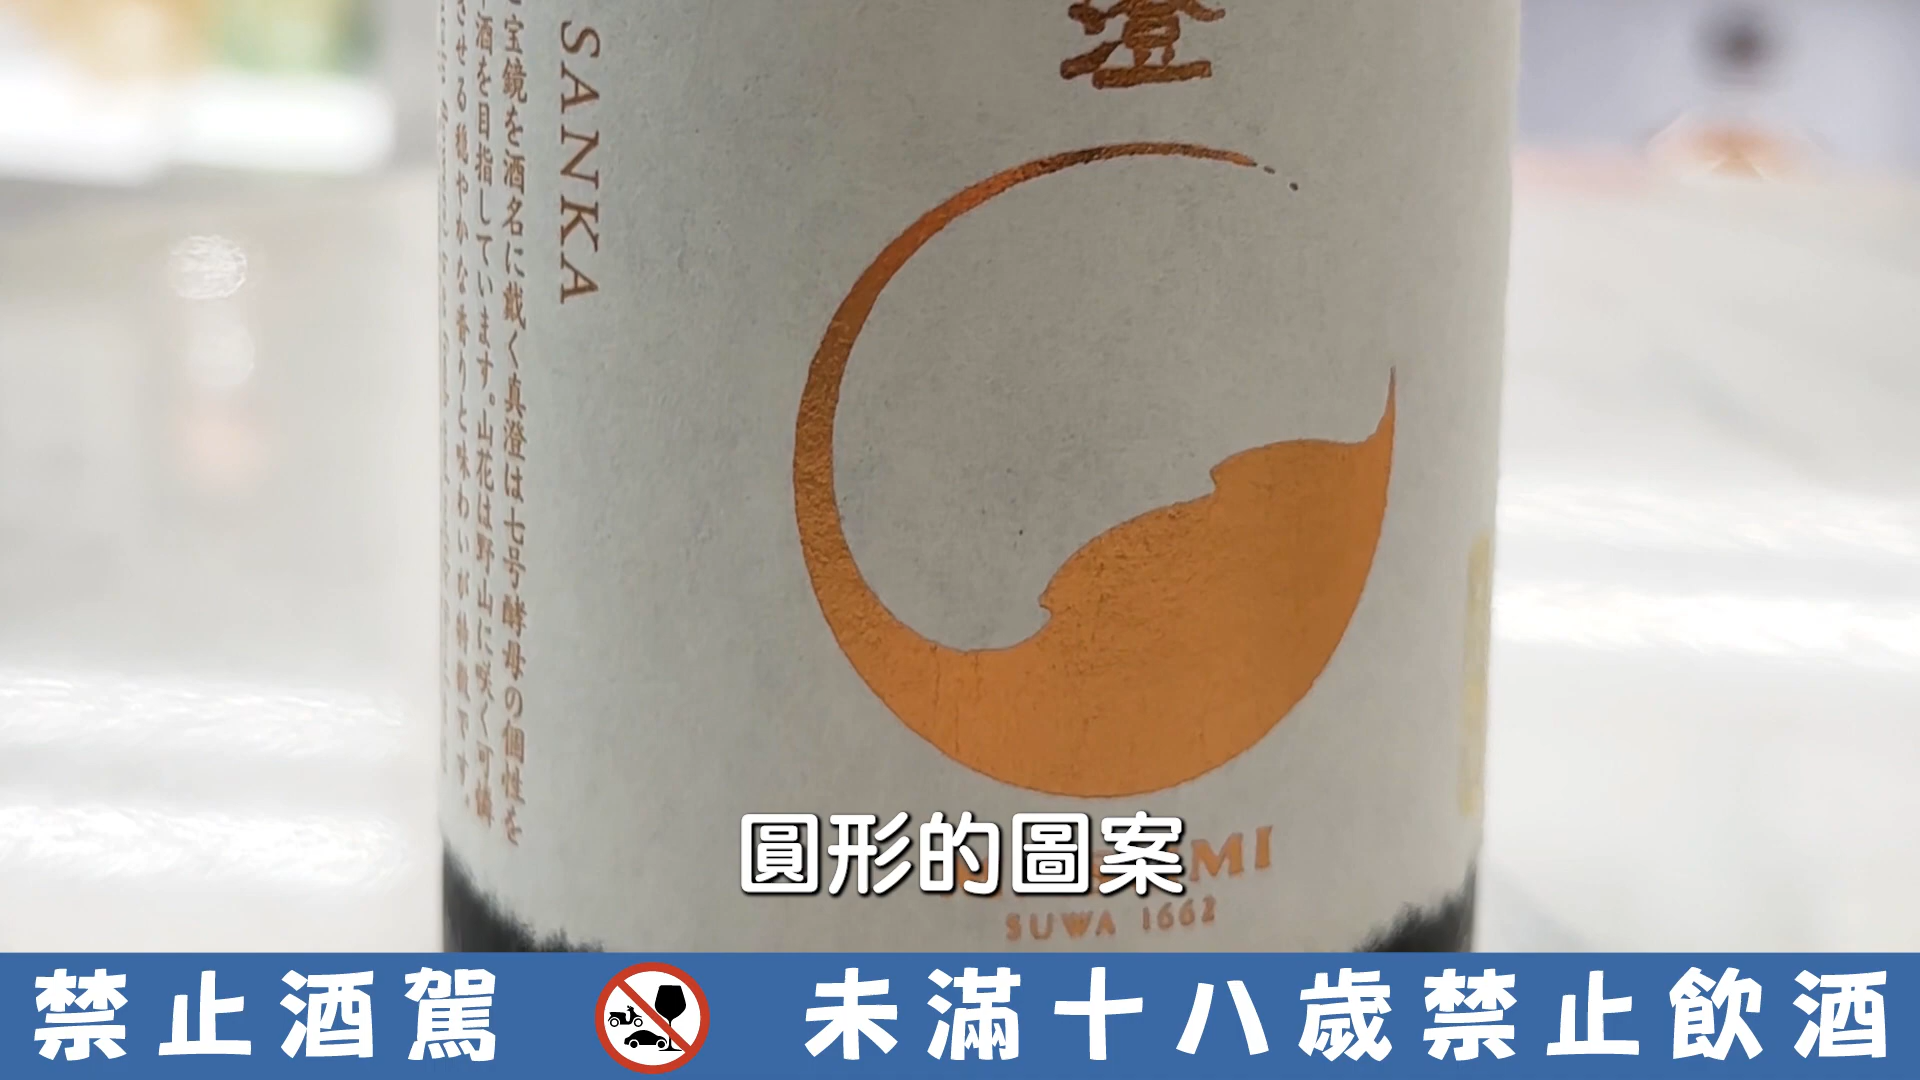 澄
SANKA
宝鏡を酒名に戴く真澄は七号酵母の個性を
酒を目指しています。山花は野山に咲く可憐
させる穏やかな香りと味わいが特徴です。
圓形的圖案
MI
SUWA 1662
禁止酒駕
未滿十八歲禁止飲酒